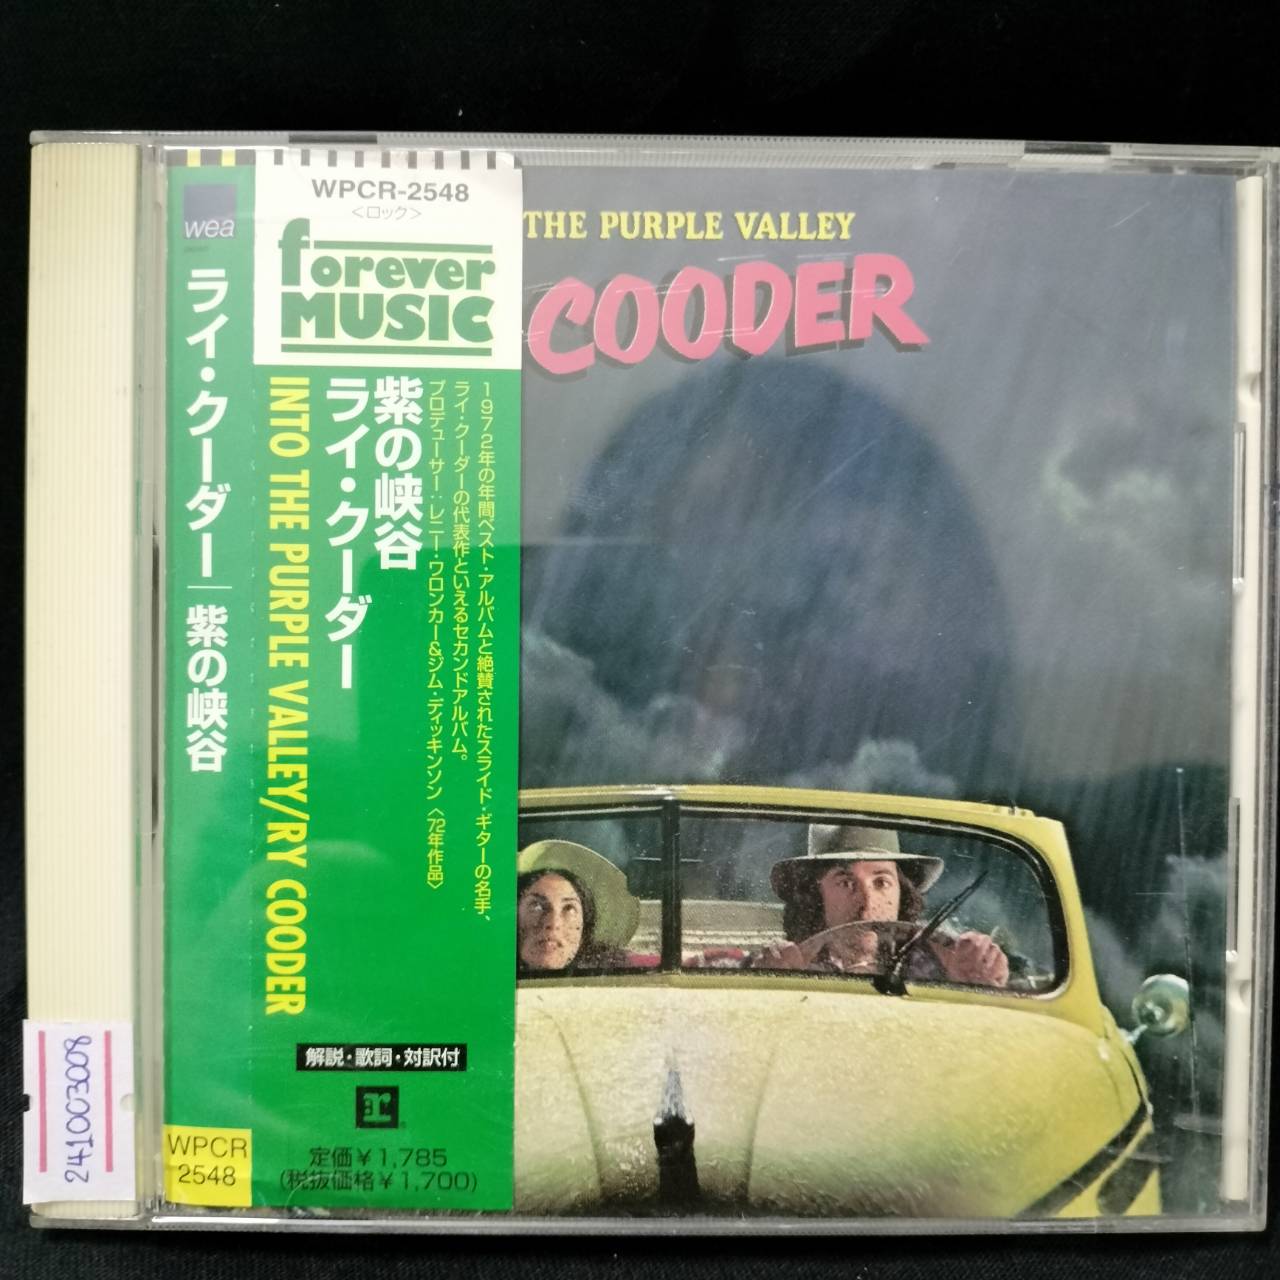 WPCR-2548
<ロック>
forever
MUSIC
wea
ライ・クーダー｜紫の峡谷
WPCR
2548
THE PURPLE VALLEY
COODER
1972年の年間ベスト・アルバムと絶賛されたスライド・ギターの名手、
ライ・クーダーの代表作といえるセカンドアルバム。
プロデューサー：レニー・ワロンカー&ジム・ディッキンソン〈72年作品〉
紫の峡谷
ライ・クーダー
INTO THE PURPLE VALLEY/RY COODER
解説・歌詞・対訳付
r
定価￥1,785
(税抜価格￥1,700)
241003008